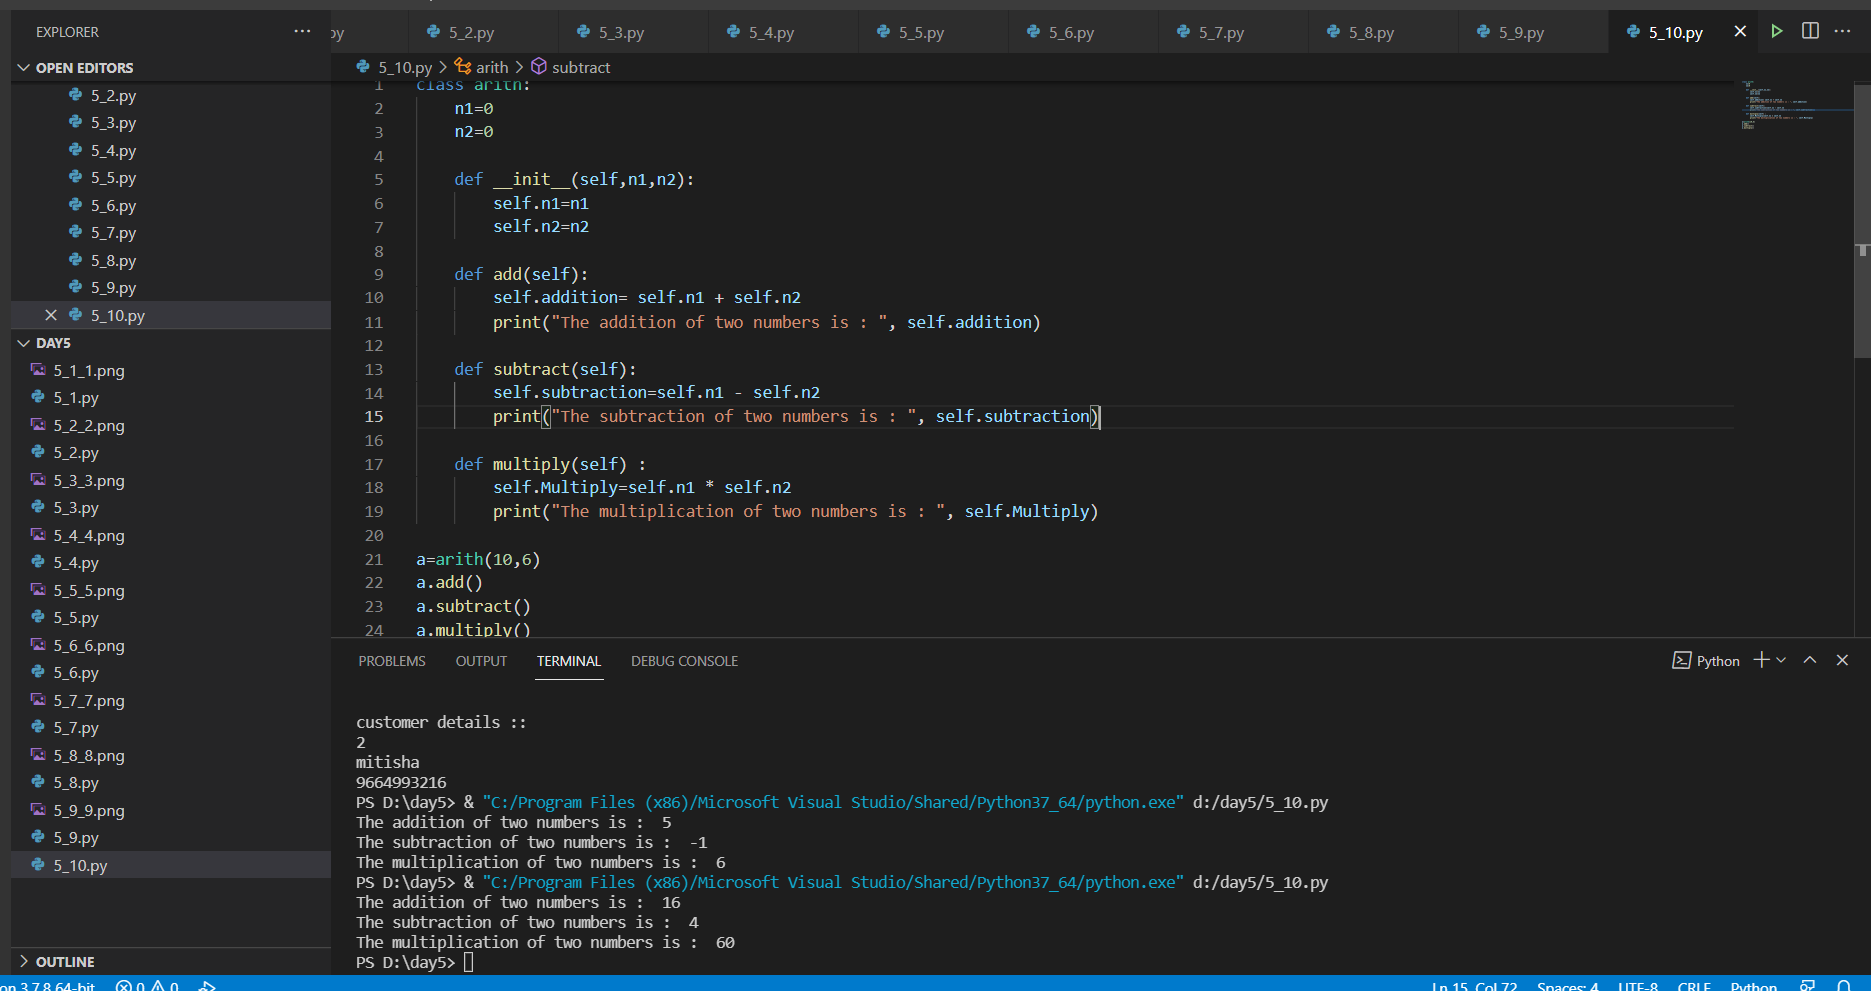 EXPLORER
OPEN EDITORS
5_2.py
5_3.py
5_4.py
5_5.py
5_6.py
5_7.py
5_8.py
5_9.py
5_10.py
DAY5
5_1_1.png
5_1.py
5_2_2.png
5_2.py
5_3_3.png
5_3.py
5_4_4.png
5_4.py
5_5_5.png
5_5.py
5_6_6.png
5_6.py
5_7_7.png
5_7.py
5_8_8.png
5_8.py
5_9_9.png
5_9.py
5_10.py
OUTLINE
py 5_2.py 5_3.py 5_4.py 5_5.py 5_6.py 5_7.py 5_8.py 5_9.py 5_10.py
5_10.py > arith > subtract
1 class arith:
2     n1=0
3     n2=0
4
5     def __init__(self,n1,n2):
6         self.n1=n1
7         self.n2=n2
8
9     def add(self):
10         self.addition= self.n1 + self.n2
11         print("The addition of two numbers is : ", self.addition)
12
13     def subtract(self):
14         self.subtraction=self.n1 - self.n2
15         print("The subtraction of two numbers is : ", self.subtraction)
16
17     def multiply(self) :
18         self.Multiply=self.n1 * self.n2
19         print("The multiplication of two numbers is : ", self.Multiply)
20
21 a=arith(10,6)
22 a.add()
23 a.subtract()
24 a.multiply()
PROBLEMS OUTPUT TERMINAL DEBUG CONSOLE Python
customer details ::
2
mitisha
9664993216
PS D:\day5> & "C:/Program Files (x86)/Microsoft Visual Studio/Shared/Python37_64/python.exe" d:/day5/5_10.py
The addition of two numbers is :  5
The subtraction of two numbers is :  -1
The multiplication of two numbers is :  6
PS D:\day5> & "C:/Program Files (x86)/Microsoft Visual Studio/Shared/Python37_64/python.exe" d:/day5/5_10.py
The addition of two numbers is :  16
The subtraction of two numbers is :  4
The multiplication of two numbers is :  60
PS D:\day5>
on 3.7.8 64-bit 0 0 Ln 15, Col 72 Spaces: 4 UTF-8 CRLF Python